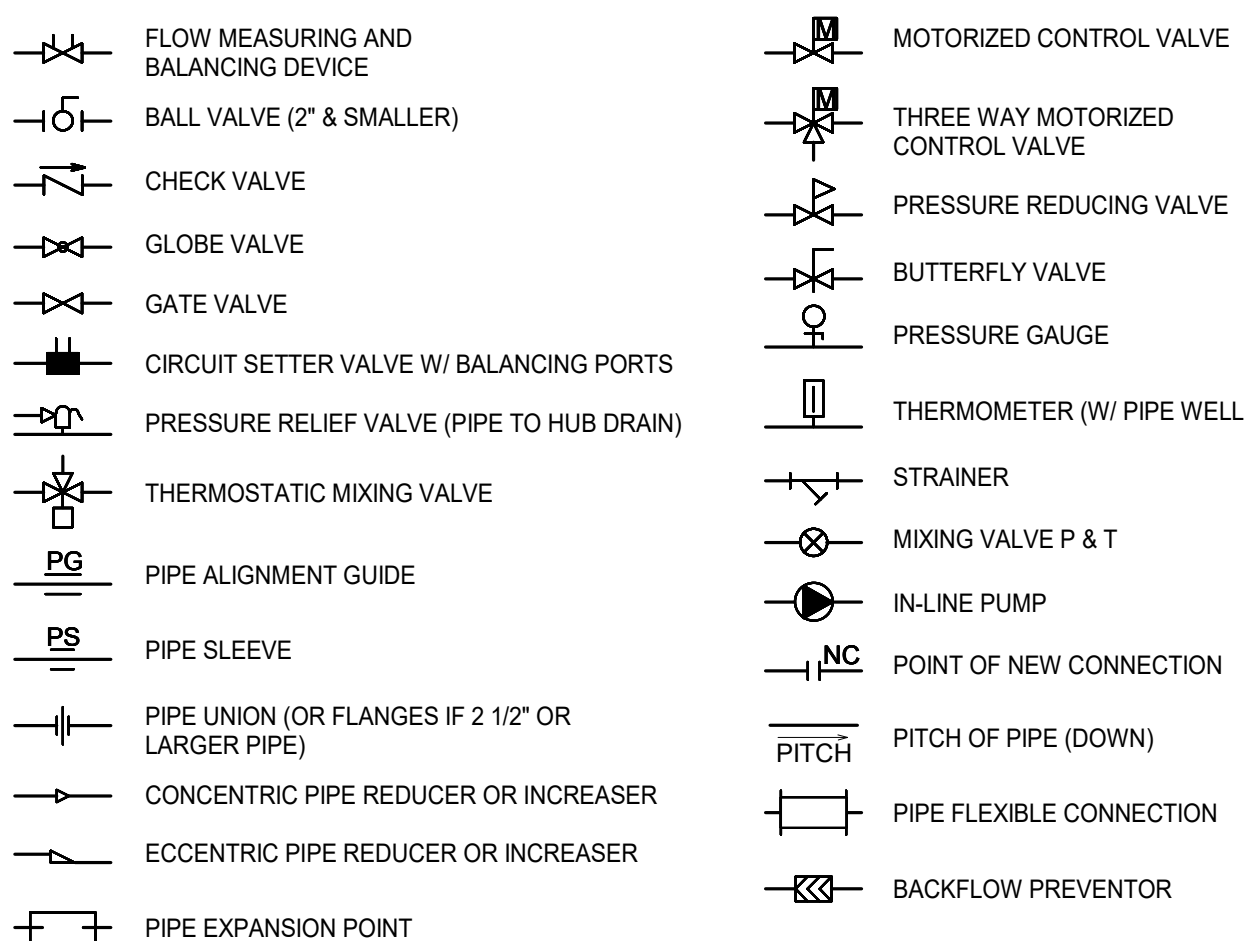 FLOW MEASURING AND
BALANCING DEVICE
BALL VALVE (2" & SMALLER)
CHECK VALVE
GLOBE VALVE
GATE VALVE
CIRCUIT SETTER VALVE W/ BALANCING PORTS
PRESSURE RELIEF VALVE (PIPE TO HUB DRAIN)
THERMOSTATIC MIXING VALVE
PG
PIPE ALIGNMENT GUIDE
PS
PIPE SLEEVE
PIPE UNION (OR FLANGES IF 2 1/2" OR
LARGER PIPE)
CONCENTRIC PIPE REDUCER OR INCREASER
ECCENTRIC PIPE REDUCER OR INCREASER
PIPE EXPANSION POINT
M
MOTORIZED CONTROL VALVE
M
THREE WAY MOTORIZED
CONTROL VALVE
PRESSURE REDUCING VALVE
BUTTERFLY VALVE
PRESSURE GAUGE
THERMOMETER (W/ PIPE WELL
STRAINER
MIXING VALVE P & T
IN-LINE PUMP
NC
POINT OF NEW CONNECTION
PITCH
PITCH OF PIPE (DOWN)
PIPE FLEXIBLE CONNECTION
BACKFLOW PREVENTOR